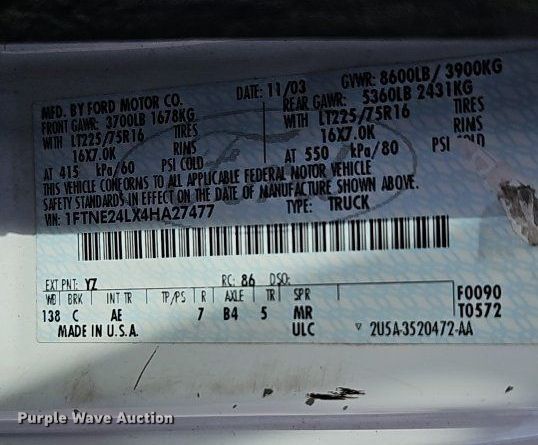 MFD. BY FORD MOTOR CO.
DATE: 11/03
GVWR: 8600LB/ 3900KG
FRONT GAWR: 3700LB 1678KG
REAR GAWR: 5360LB 2431KG
WITH LT225/75R16 TIRES
WITH LT225/75R16 TIRES
16X7.0K RIMS
16X7.0K RIMS
AT 415 kPa/60 PSI COLD
AT 550 kPa/80 PSI COLD
THIS VEHICLE CONFORMS TO ALL APPLICABLE FEDERAL MOTOR VEHICLE
SAFETY STANDARDS IN EFFECT ON THE DATE OF MANUFACTURE SHOWN ABOVE.
VIN: 1FTNE24LX4HA27477
TYPE: TRUCK
EXT PNT: YZ RC: 86 DSO:
WB BRK INT TR TP/PS R AXLE TR SPR
138 C AE 7 B4 5 MR
F0090
T0572
MADE IN U.S.A. ULC 2U5A-3520472-AA
Purple Wave Auction